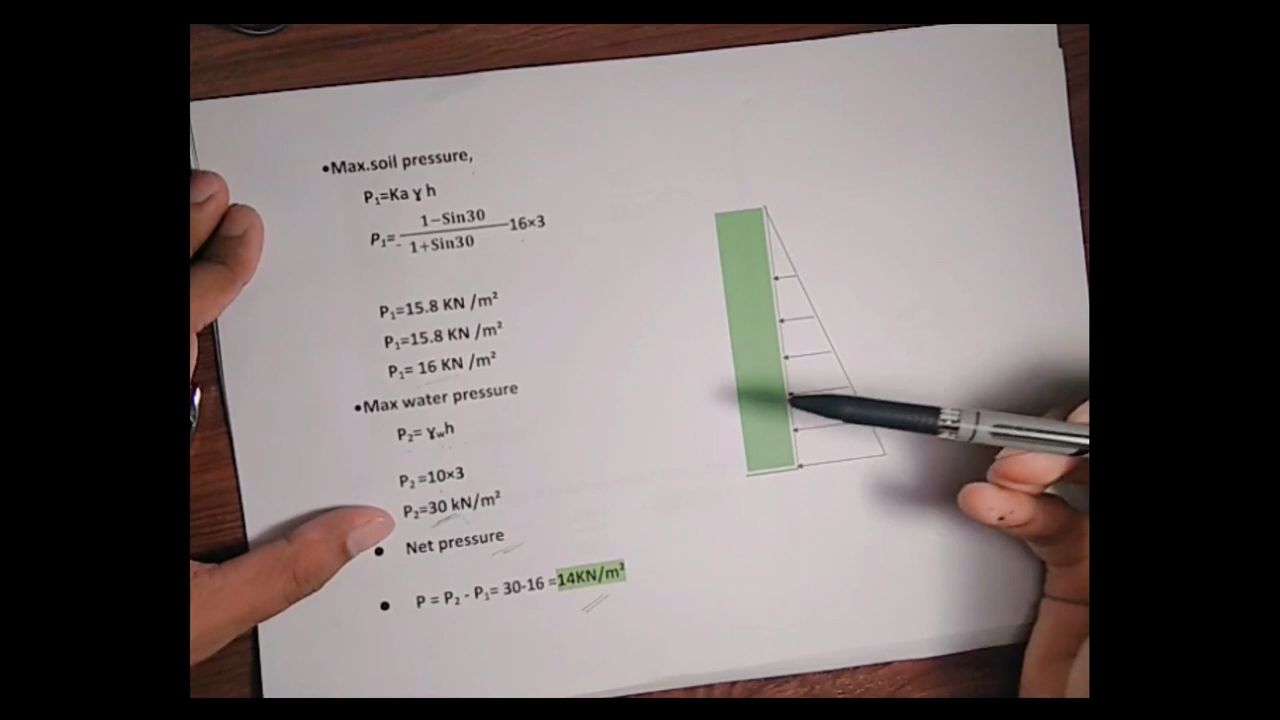 •Max.soil pressure,
P₁=Ka ɣ h
P₁= 1−Sin30 / 1+Sin30 16×3
P₁=15.8 KN /m²
P₁=15.8 KN /m²
P₁= 16 KN /m²
•Max water pressure
P₂= ɣwh
P₂ =10×3
P₂=30 kN/m²
• Net pressure
• P = P₂ - P₁= 30-16 =14KN/m²